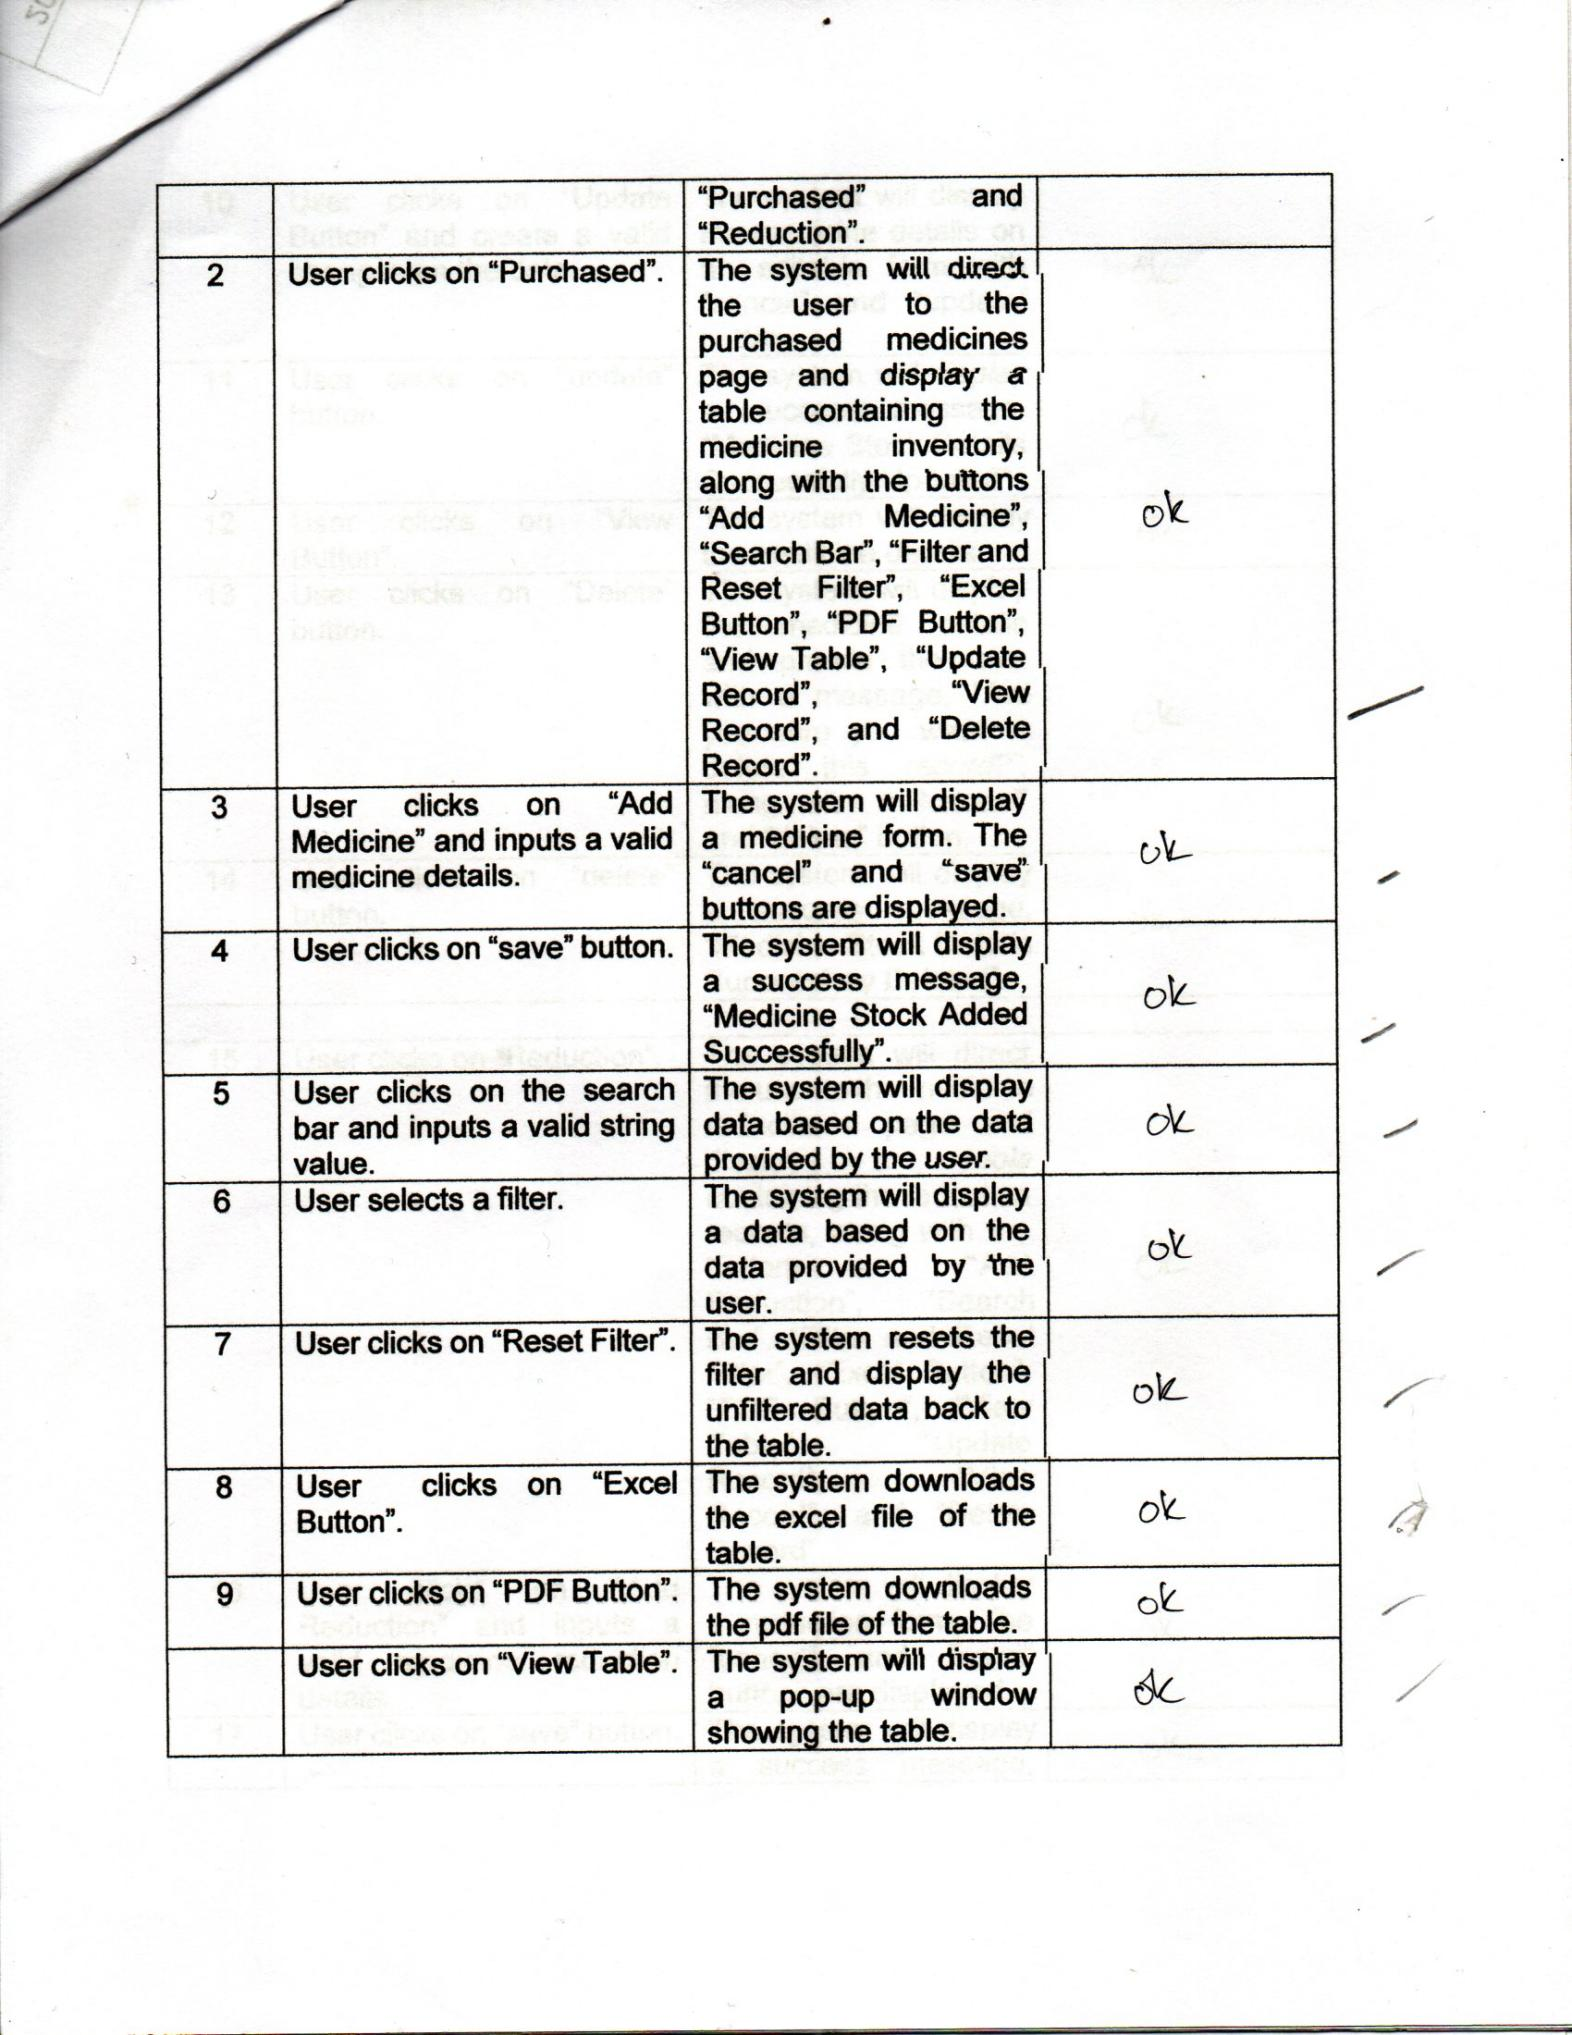 “Purchased” and
“Reduction”.
2 User clicks on “Purchased”. The system will direct
the user to the
purchased medicines
page and display a
table containing the
medicine inventory,
along with the buttons
“Add Medicine”, ok
“Search Bar”, “Filter and
Reset Filter”, “Excel
Button”, “PDF Button”,
“View Table”, “Update
Record”, “View
Record”, and “Delete
Record”.
3 User clicks on “Add The system will display
Medicine” and inputs a valid a medicine form. The ok
medicine details. “cancel” and “save”
buttons are displayed.
4 User clicks on “save” button. The system will display
a success message, ok
“Medicine Stock Added
Successfully”.
5 User clicks on the search The system will display
bar and inputs a valid string data based on the data ok
value. provided by the user.
6 User selects a filter. The system will display
a data based on the ok
data provided by the
user.
7 User clicks on “Reset Filter”. The system resets the
filter and display the ok
unfiltered data back to
the table.
8 User clicks on “Excel The system downloads
Button”. the excel file of the ok
table.
9 User clicks on “PDF Button”. The system downloads ok
the pdf file of the table.
User clicks on “View Table”. The system will display
a pop-up window ok
showing the table.